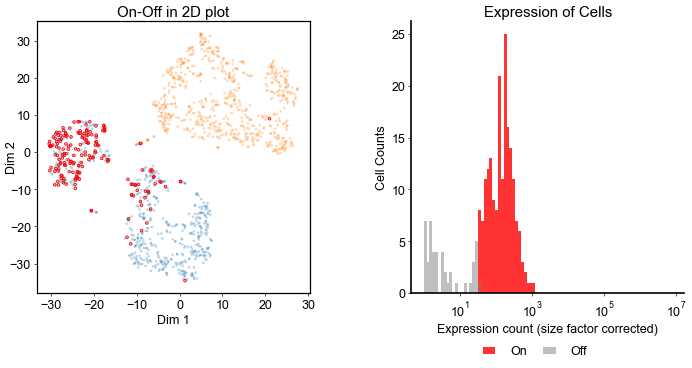 On-Off in 2D plot
30
20
10
0
−10
−20
−30
Dim 2
−30 −20 −10 0 10 20 30
Dim 1
Expression of Cells
25
20
15
10
5
0
Cell Counts
10^1 10^3 10^5 10^7
Expression count (size factor corrected)
On Off